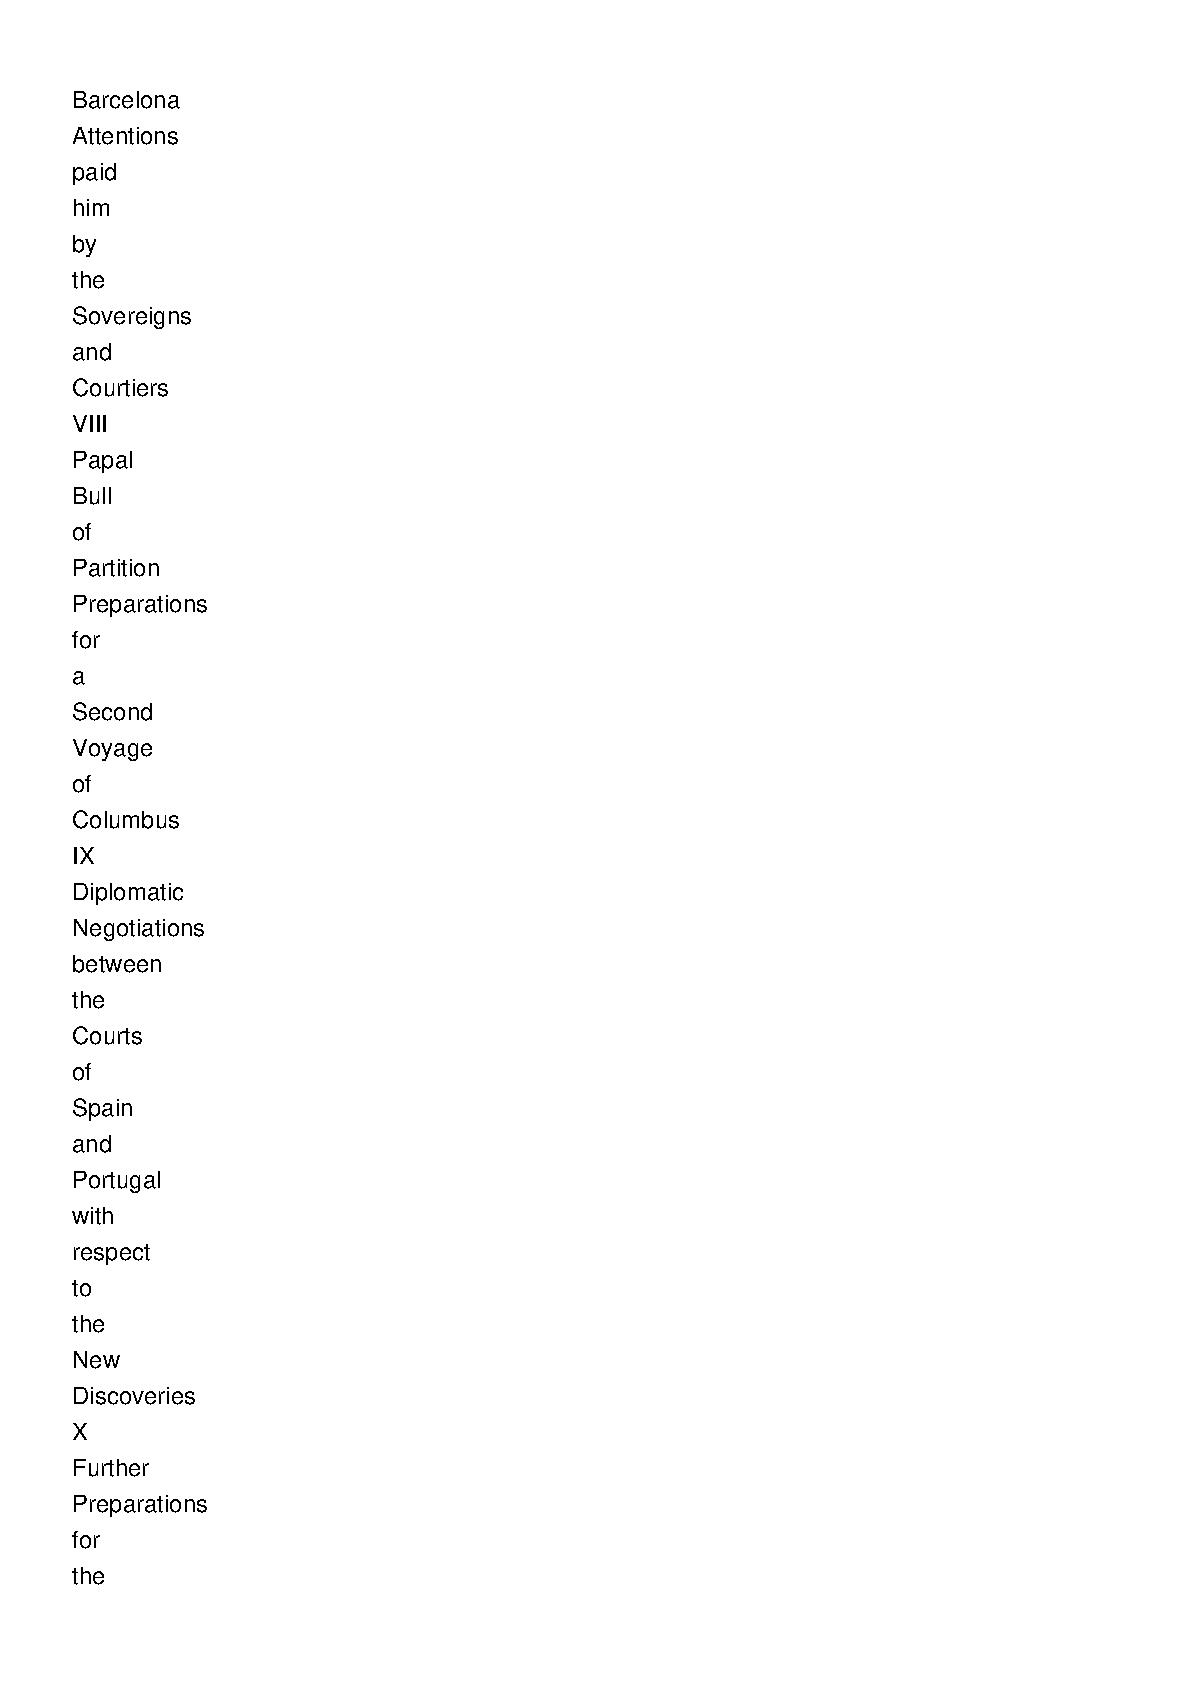 Barcelona
Attentions
paid
him
by
the
Sovereigns
and
Courtiers
VIII
Papal
Bull
of
Partition
Preparations
for
a
Second
Voyage
of
Columbus
IX
Diplomatic
Negotiations
between
the
Courts
of
Spain
and
Portugal
with
respect
to
the
New
Discoveries
X
Further
Preparations
for
the